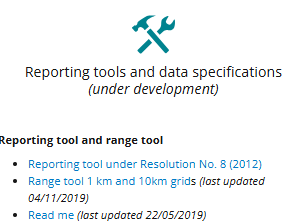 Reporting tools and data specifications
(under development)
Reporting tool and range tool
Reporting tool under Resolution No. 8 (2012)
Range tool 1 km and 10km grids (last updated
04/11/2019)
Read me (last updated 22/05/2019)